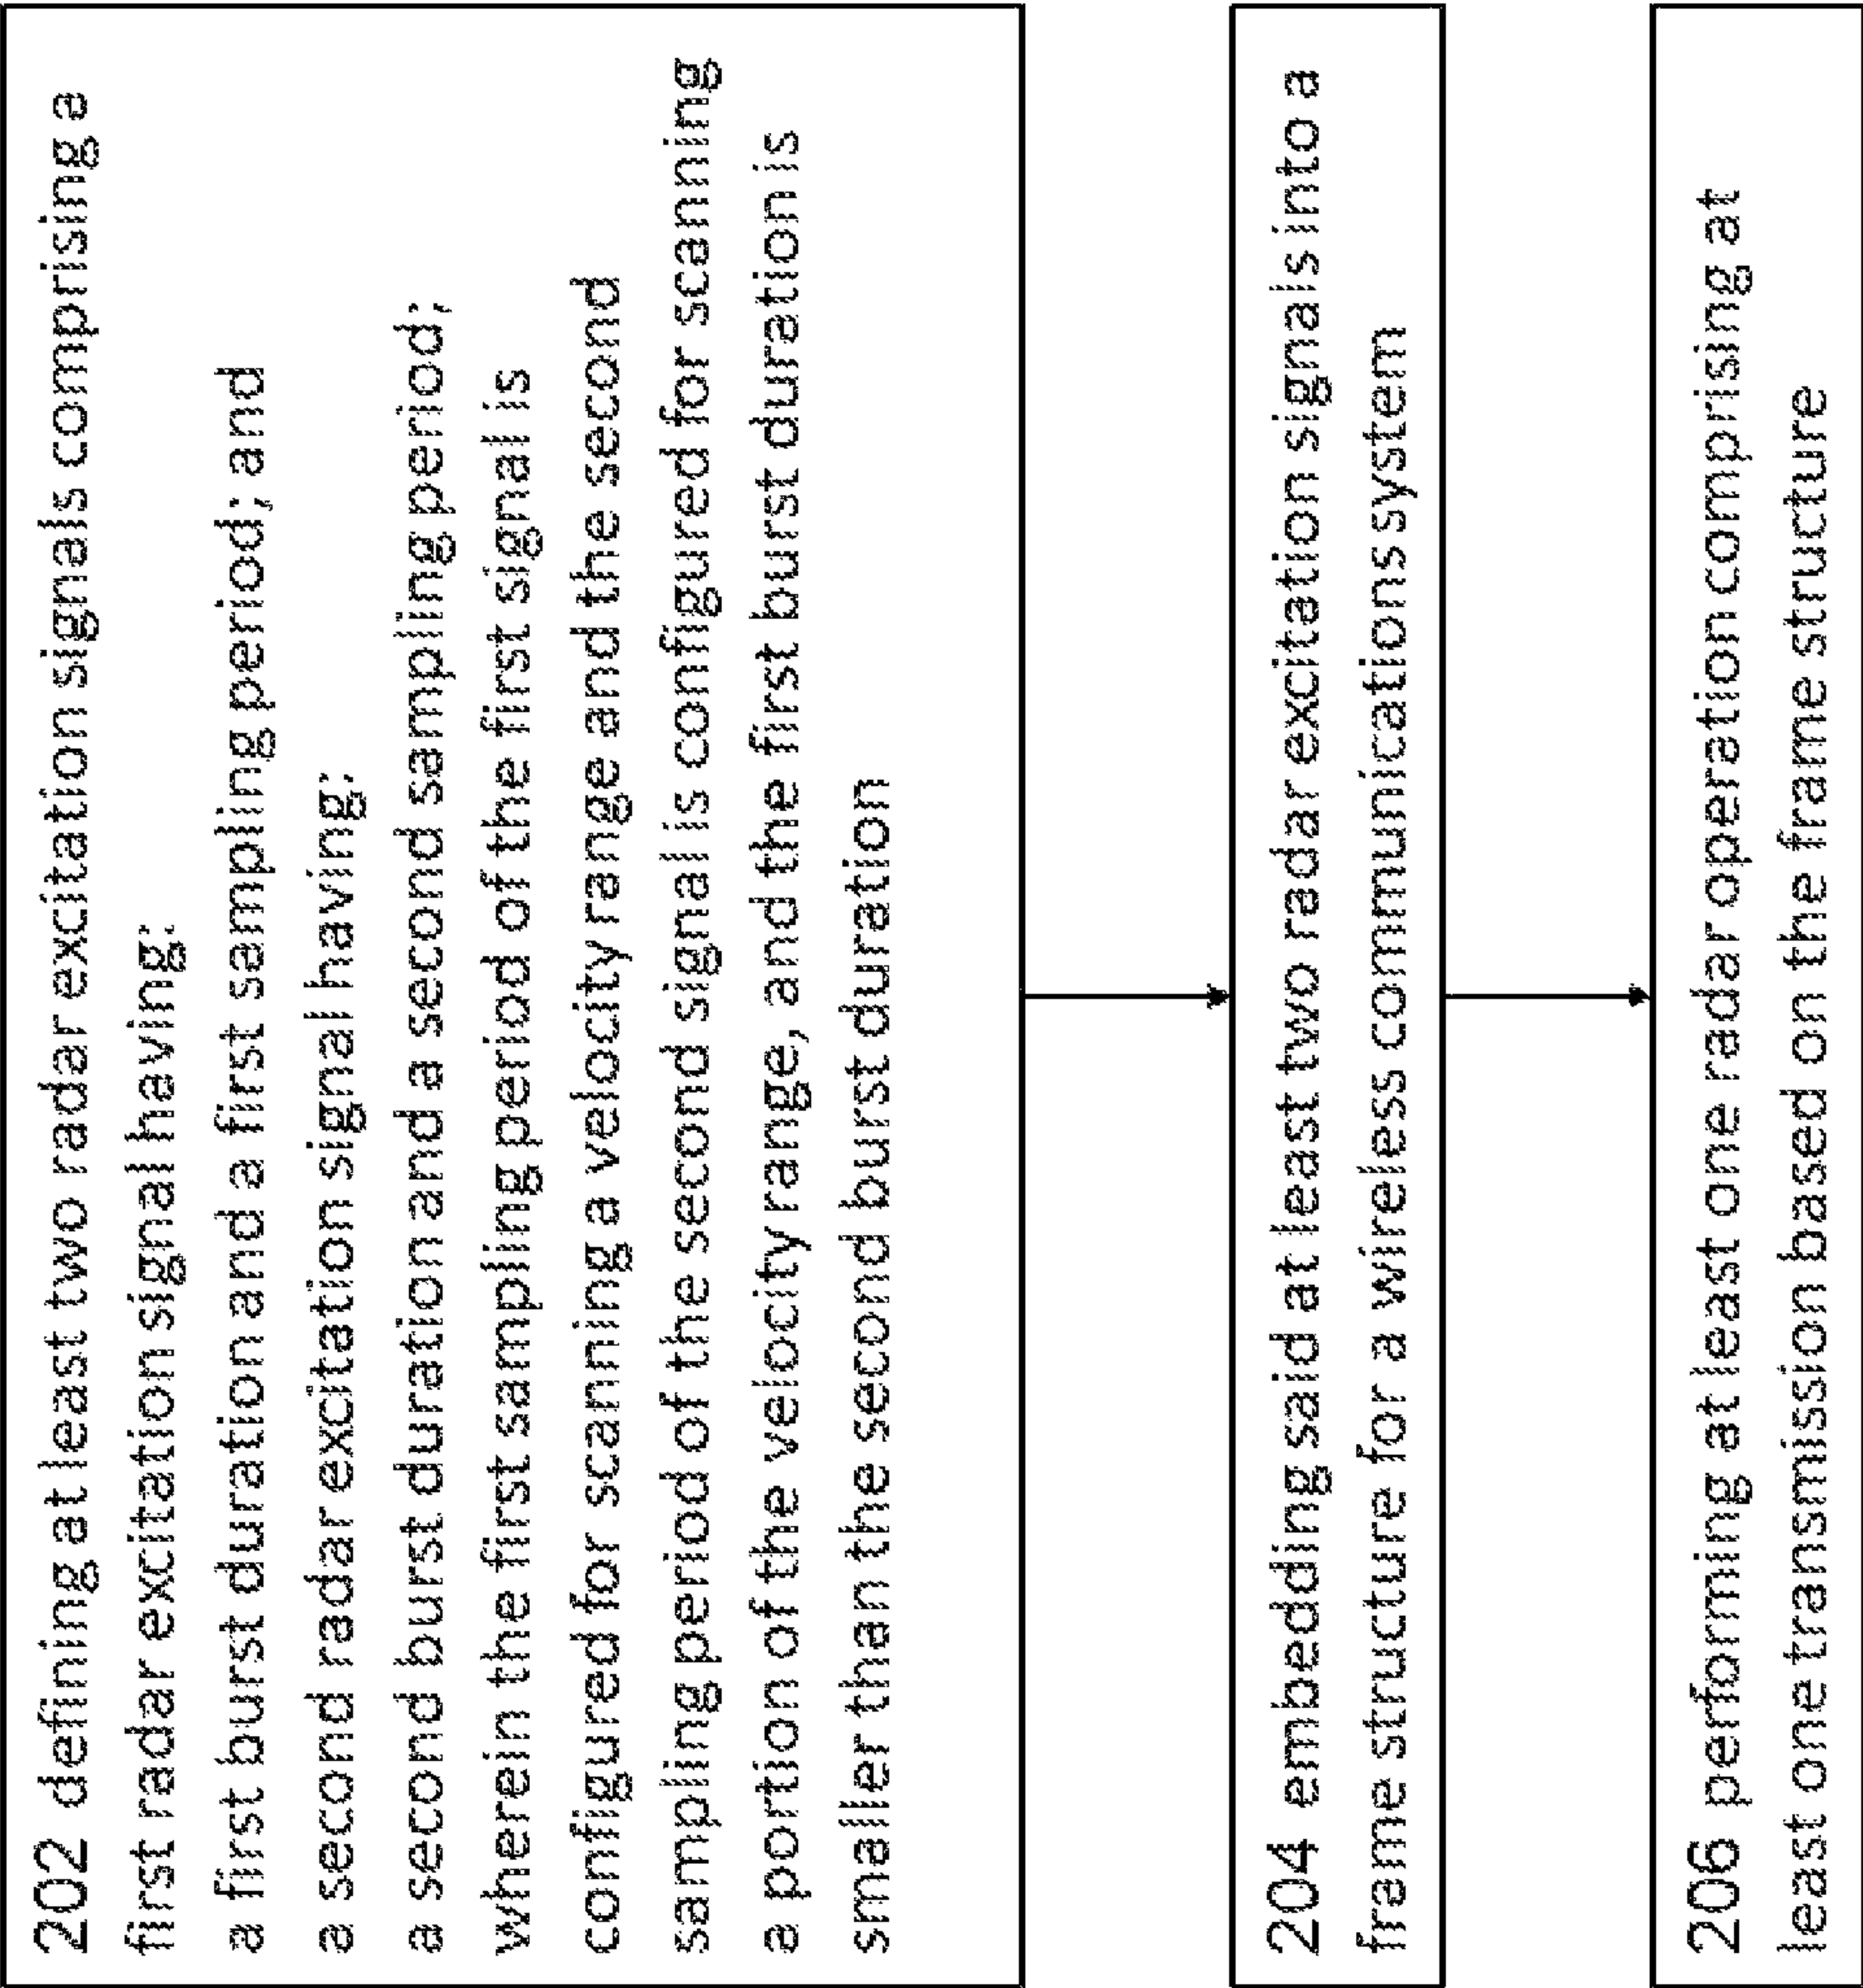 202 defining at least two radar excitation signals comprising a
first radar excitation signal having:
a first burst duration and a first sampling period; and
a second radar excitation signal having:
a second burst duration and a second sampling period;
wherein the first sampling period of the first signal is
configured for scanning a velocity range and the second
sampling period of the second signal is configured for scanning
a portion of the velocity range, and the first burst duration is
smaller than the second burst duration
204 embedding said at least two radar excitation signals into a
frame structure for a wireless communications system
206 performing at least one radar operation comprising at
least one transmission based on the frame structure